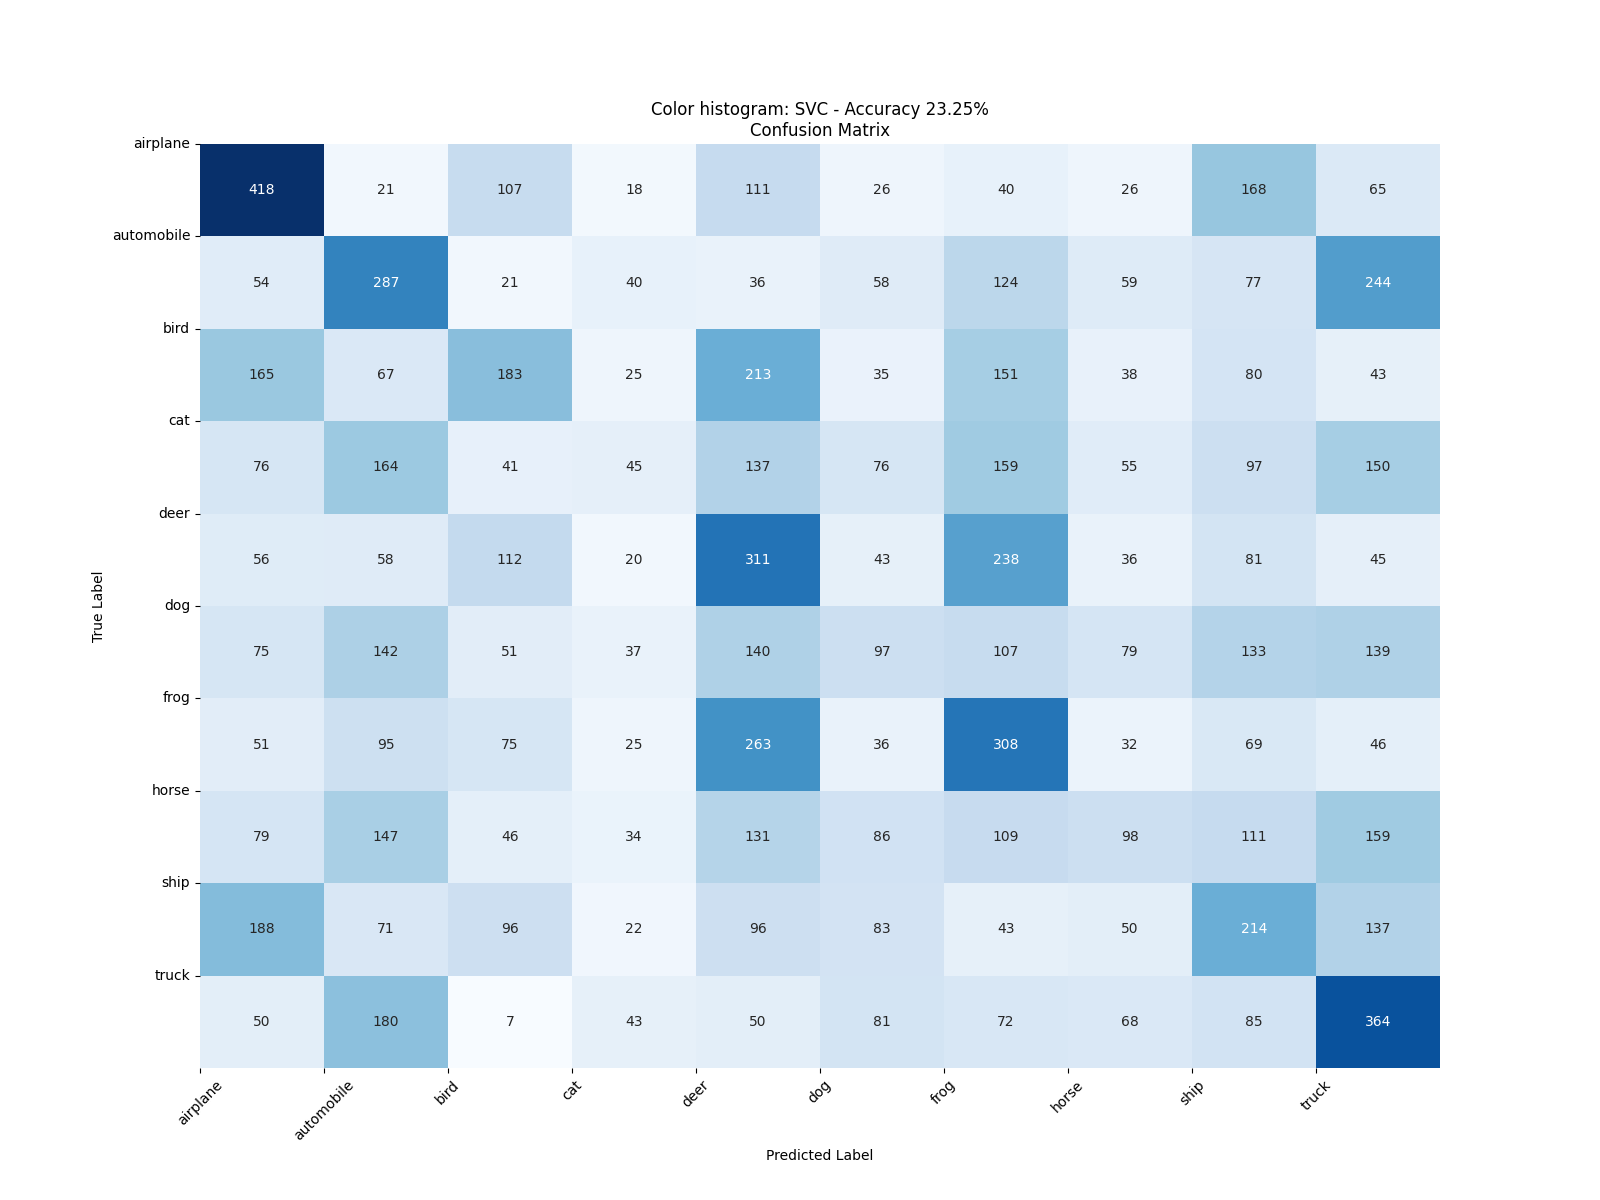 Color histogram: SVC - Accuracy 23.25%
Confusion Matrix
airplane
418 21 107 18 111 26 40 26 168 65
automobile
54 287 21 40 36 58 124 59 77 244
bird
165 67 183 25 213 35 151 38 80 43
cat
76 164 41 45 137 76 159 55 97 150
deer
56 58 112 20 311 43 238 36 81 45
True Label
dog
75 142 51 37 140 97 107 79 133 139
frog
51 95 75 25 263 36 308 32 69 46
horse
79 147 46 34 131 86 109 98 111 159
ship
188 71 96 22 96 83 43 50 214 137
truck
50 180 7 43 50 81 72 68 85 364
airplane automobile bird cat deer dog frog horse ship truck
Predicted Label